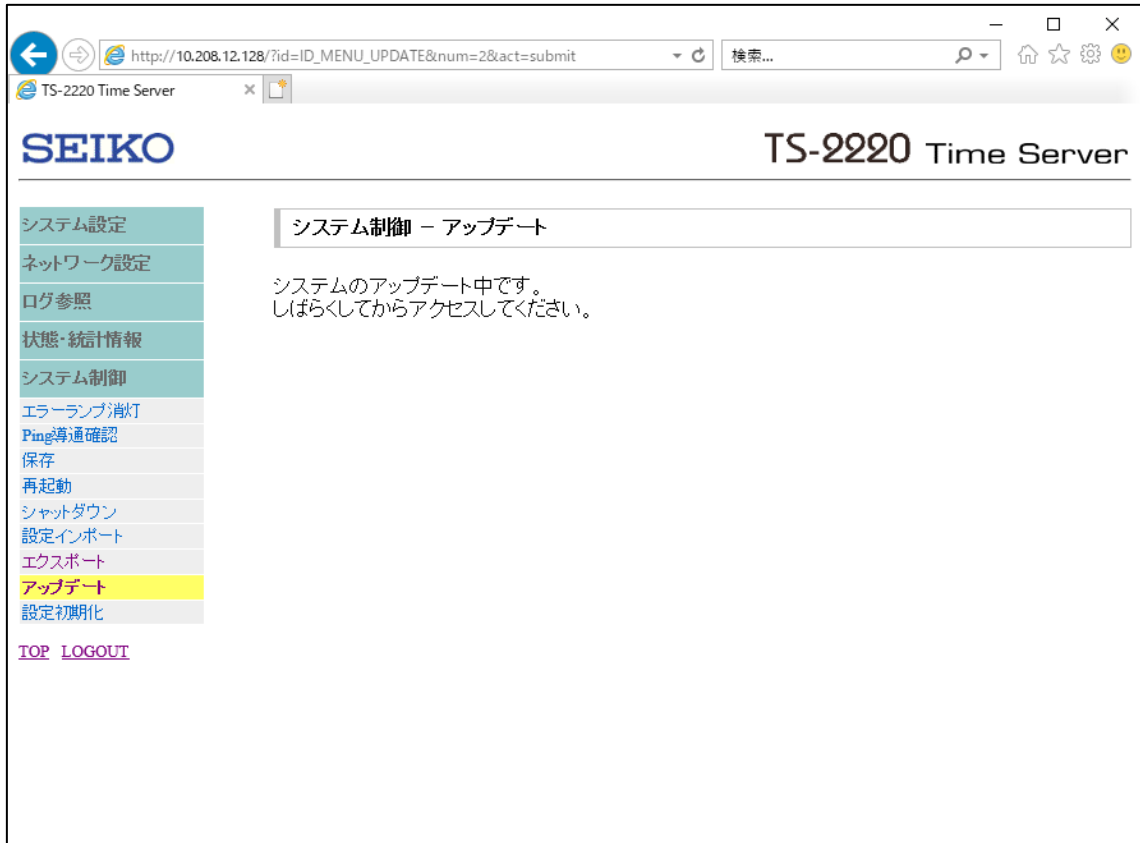 http://10.208.12.128/?id=ID_MENU_UPDATE&num=2&act=submit
検索...
TS-2220 Time Server
SEIKO
TS-2220 Time Server
システム設定
ネットワーク設定
ログ参照
状態・統計情報
システム制御
エラーランプ消灯
Ping導通確認
保存
再起動
シャットダウン
設定インポート
エクスポート
アップデート
設定初期化
TOP LOGOUT
システム制御 − アップデート
システムのアップデート中です。
しばらくしてからアクセスしてください。